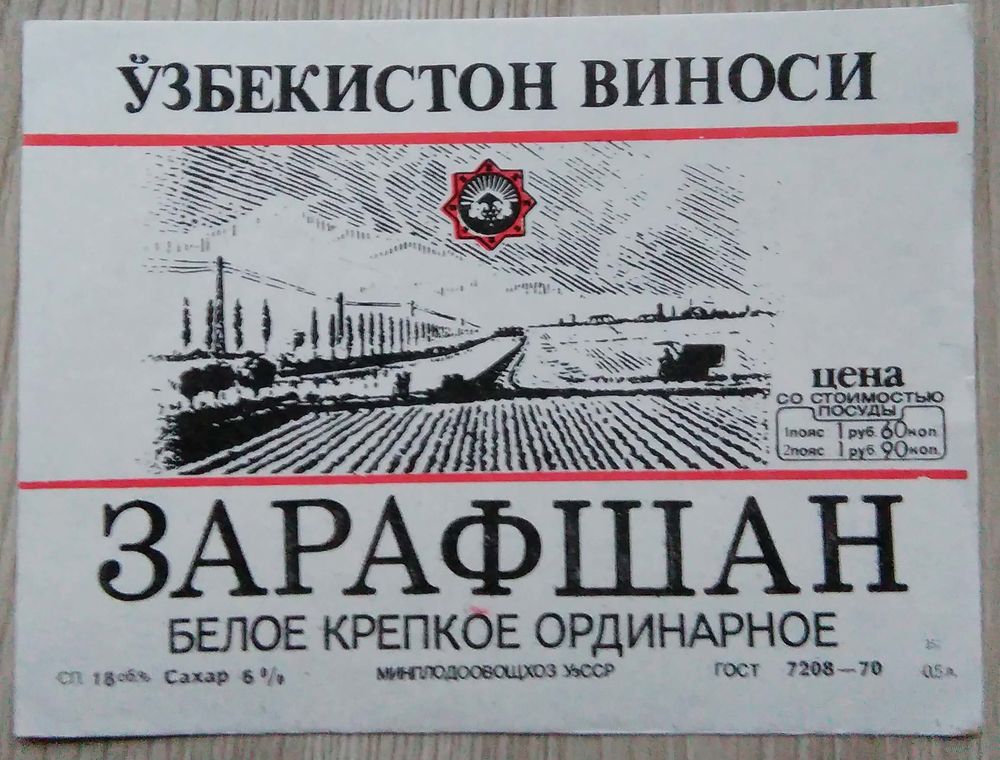 ЎЗБЕКИСТОН ВИНОСИ
цена
СО СТОИМОСТЬЮ
ПОСУДЫ
1пояс 1 руб. 60 коп.
2пояс 1 руб. 90 коп.
ЗАРАФШАН
БЕЛОЕ КРЕПКОЕ ОРДИНАРНОЕ
СП. 18 об.% Сахар 6 % МИНПЛОДООВОЩХОЗ УзССР ГОСТ 7208—70 0,5 л.